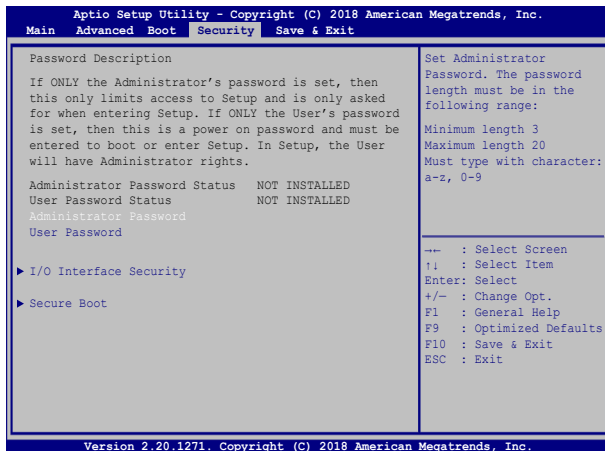 Aptio Setup Utility - Copyright (C) 2018 American Megatrends, Inc.
Main Advanced Boot Security Save & Exit
Password Description
If ONLY the Administrator's password is set, then
this only limits access to Setup and is only asked
for when entering Setup. If ONLY the User's password
is set, then this is a power on password and must be
entered to boot or enter Setup. In Setup, the User
will have Administrator rights.
Administrator Password Status NOT INSTALLED
User Password Status NOT INSTALLED
Administrator Password
User Password
I/O Interface Security
Secure Boot
Set Administrator
Password. The password
length must be in the
following range:
Minimum length 3
Maximum length 20
Must type with character:
a-z, 0-9
→← : Select Screen
↑↓ : Select Item
Enter: Select
+/— : Change Opt.
F1 : General Help
F9 : Optimized Defaults
F10 : Save & Exit
ESC : Exit
Version 2.20.1271. Copyright (C) 2018 American Megatrends, Inc.